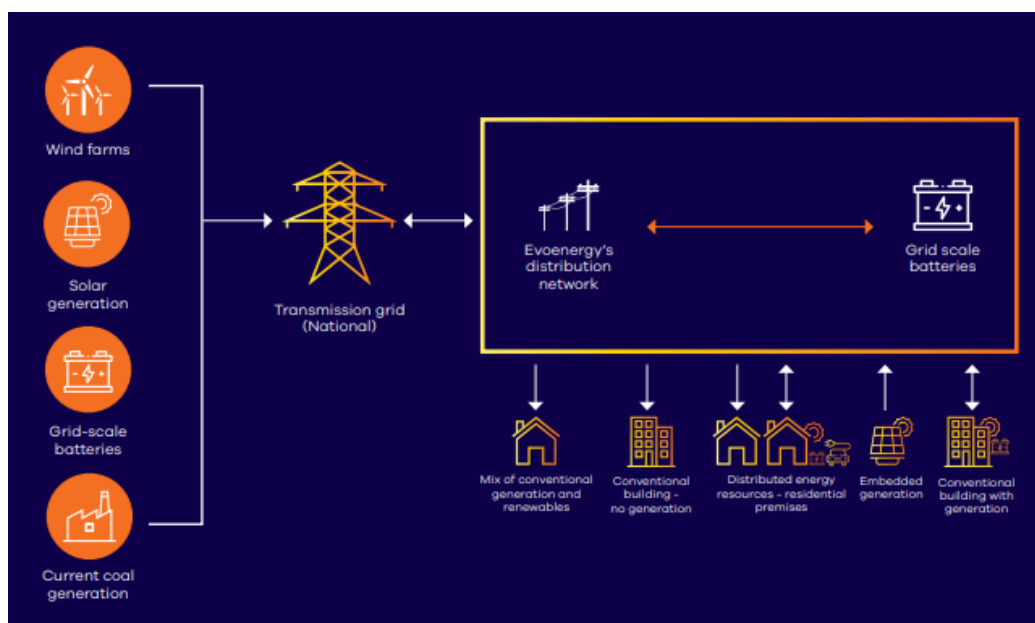 Wind farms
Solar
generation
Grid-scale
batteries
Current coal
generation
Transmission grid
(National)
Evoenergy's
distribution
network
Grid scale
batteries
Mix of conventional
generation and
renewables
Conventional
building -
no generation
Distributed energy
resources - residential
premises
Embedded
generation
Conventional
building with
generation